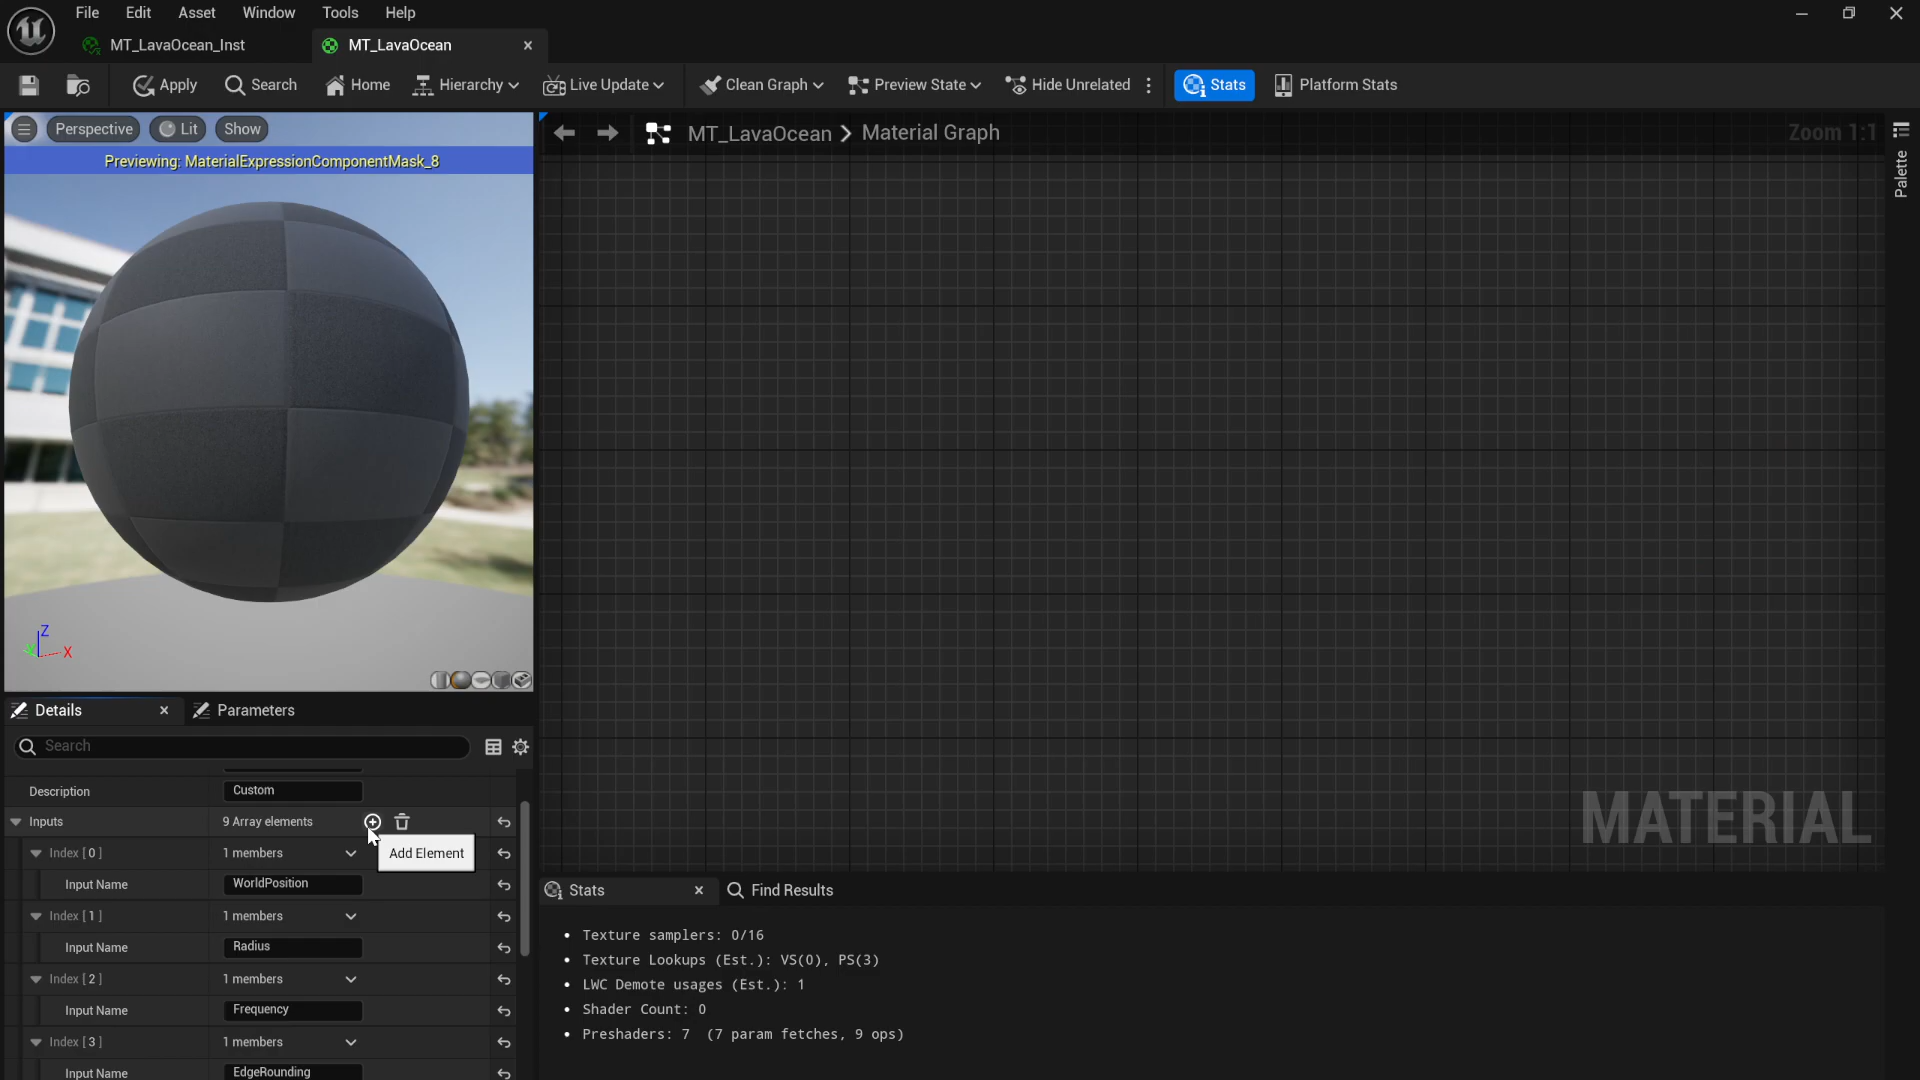 File Edit Asset Window Tools Help
MT_LavaOcean_Inst MT_LavaOcean
Apply Search Home Hierarchy Live Update Clean Graph Preview State Hide Unrelated Stats Platform Stats
Perspective Lit Show
Previewing: MaterialExpressionComponentMask_8
Z
X
MT_LavaOcean Material Graph
Zoom 1:1
Palette
MATERIAL
Details Parameters
Search
Description Custom
Inputs 9 Array elements
Add Element
Index [ 0 ] 1 members
Input Name WorldPosition
Index [ 1 ] 1 members
Input Name Radius
Index [ 2 ] 1 members
Input Name Frequency
Index [ 3 ] 1 members
Input Name EdgeRounding
Stats Find Results
• Texture samplers: 0/16
• Texture Lookups (Est.): VS(0), PS(3)
• LWC Demote usages (Est.): 1
• Shader Count: 0
• Preshaders: 7 (7 param fetches, 9 ops)